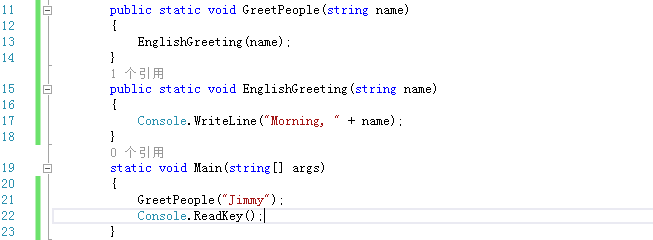 11 public static void GreetPeople(string name)
12 {
13 EnglishGreeting(name);
14 }
1 个引用
15 public static void EnglishGreeting(string name)
16 {
17 Console.WriteLine("Morning, " + name);
18 }
0 个引用
19 static void Main(string[] args)
20 {
21 GreetPeople("Jimmy");
22 Console.ReadKey();
23 }